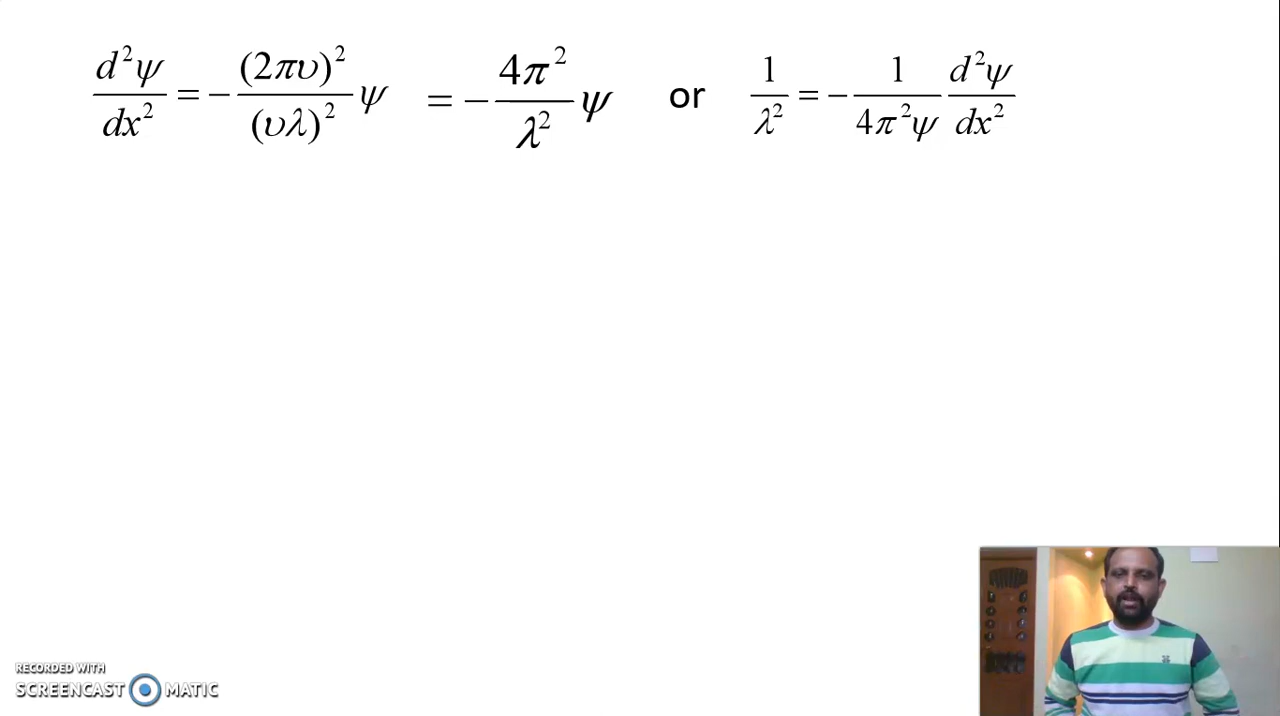 d²ψ/dx² = −(2πυ)²/(υλ)² ψ = −4π²/λ² ψ or 1/λ² = −1/4π²ψ d²ψ/dx²
RECORDED WITH
SCREENCAST MATIC